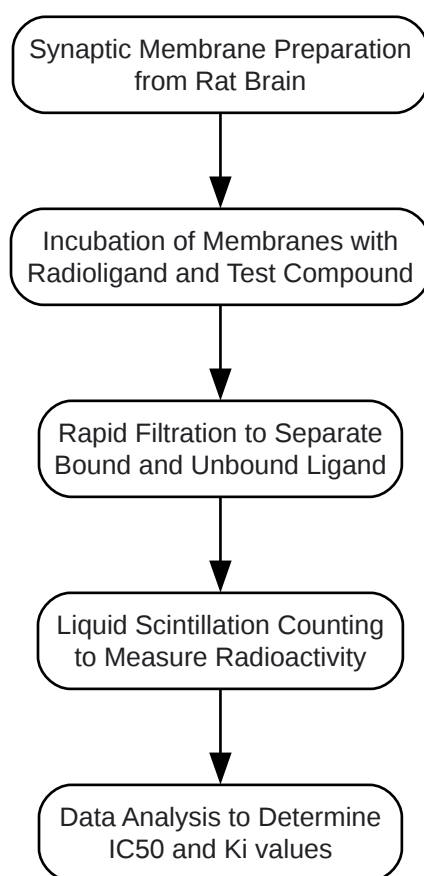 Synaptic Membrane Preparation
from Rat Brain
Incubation of Membranes with
Radioligand and Test Compound
Rapid Filtration to Separate
Bound and Unbound Ligand
Liquid Scintillation Counting
to Measure Radioactivity
Data Analysis to Determine
IC50 and Ki values